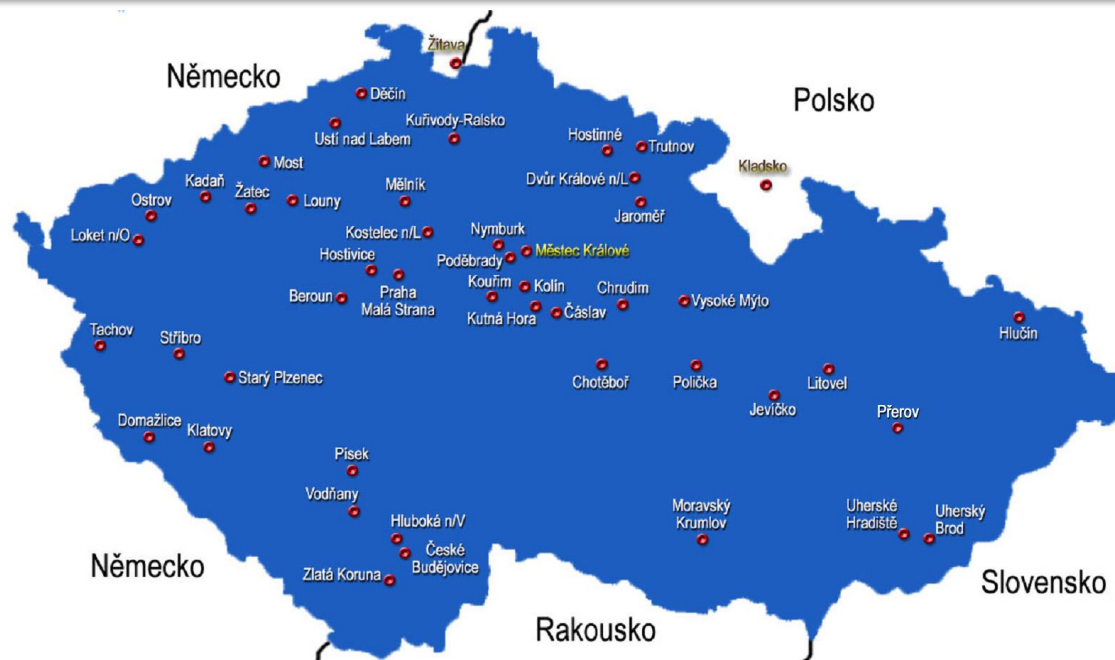 Žitava
Německo
Děčín
Polsko
Ustí nad Labem
Kuřivody-Ralsko
Hostinné
Trutnov
Most
Kladsko
Kadaň
Žatec
Louny
Mělník
Dvůr Králové n/L
Ostrov
Jaroměř
Loket n/O
Kostelec n/L
Nymburk
Městec Králové
Poděbrady
Hostivice
Praha
Malá Strana
Kouřim
Kolín
Chrudim
Beroun
Kutná Hora
Čáslav
Vysoké Mýto
Hlučín
Tachov
Stříbro
Starý Plzenec
Chotěboř
Polička
Litovel
Jevíčko
Domažlice
Klatovy
Přerov
Písek
Vodňany
Moravský
Krumlov
Uherské
Hradiště
Uherský
Brod
Hluboká n/V
České
Budějovice
Německo
Zlatá Koruna
Slovensko
Rakousko